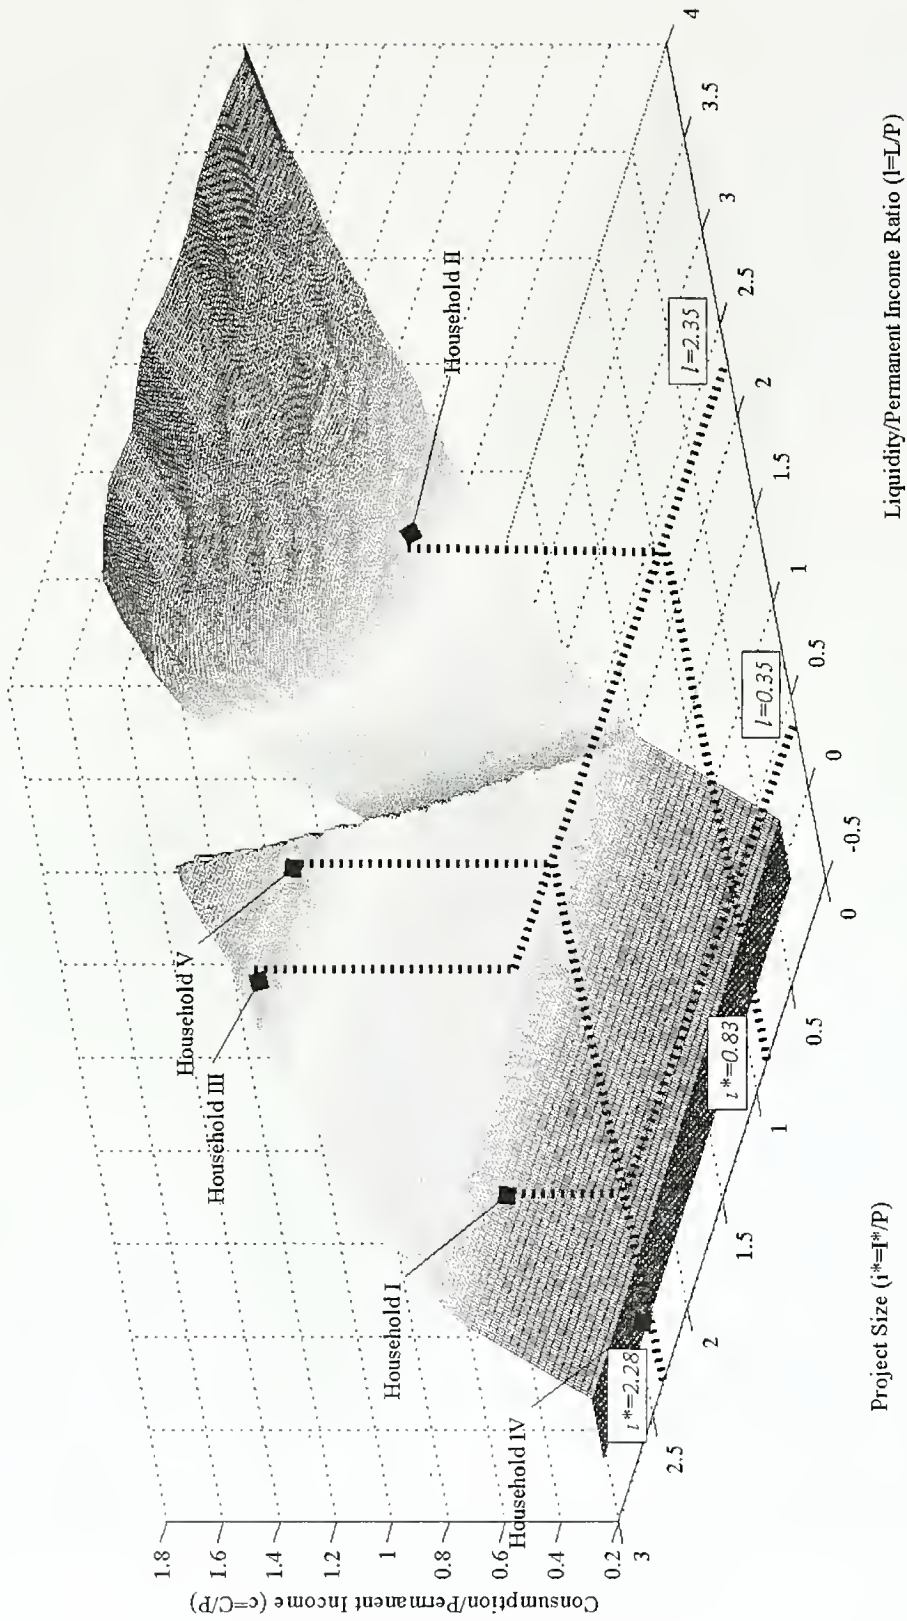 4
3.5
3
2.5
2
1.5
1
0.5
0
-0.5
Liquidity/Permanent Income Ratio (l=L/P)
l=2.35
l=0.35
Household II
Household V
Household III
Household I
Household IV
ι*=0.83
ι*=2.28
0
0.5
1
1.5
2
2.5
3
Project Size (ι*=I*/P)
1.8
1.6
1.4
1.2
1
0.8
0.6
0.4
0.2
Consumption/Permanent Income (c=C/P)